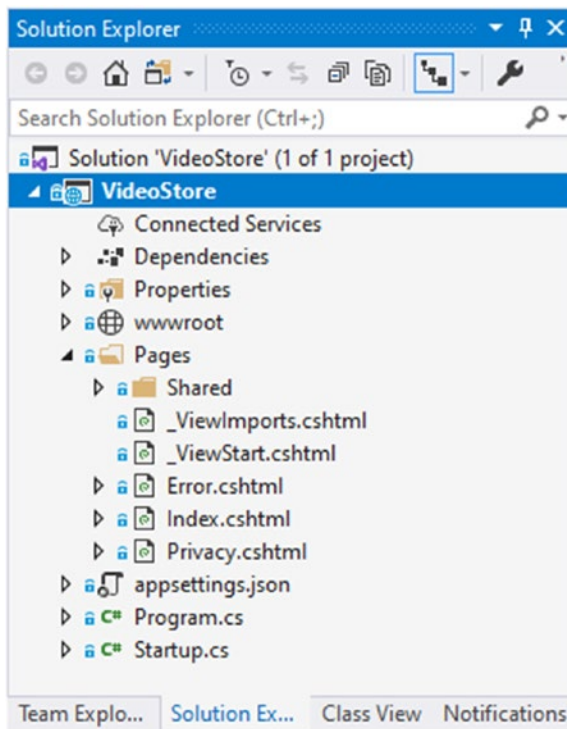 Solution Explorer
Search Solution Explorer (Ctrl+;)
Solution 'VideoStore' (1 of 1 project)
VideoStore
Connected Services
Dependencies
Properties
wwwroot
Pages
Shared
_ViewImports.cshtml
_ViewStart.cshtml
Error.cshtml
Index.cshtml
Privacy.cshtml
appsettings.json
C# Program.cs
C# Startup.cs
Team Explo... Solution Ex... Class View Notifications